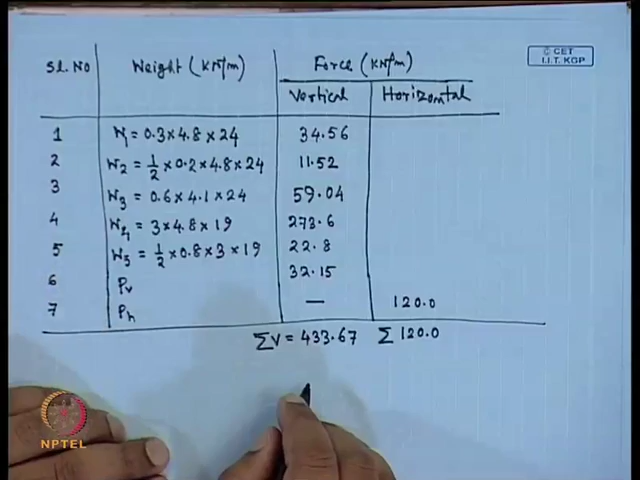 © CET
I.I.T. KGP
Sl. No Weight (KN/m) Force (KN/m)
Vertical Horizontal
1 W1 = 0.3 x 4.8 x 24 34.56
2 W2 = 1/2 x 0.2 x 4.8 x 24 11.52
3 W3 = 0.6 x 4.1 x 24 59.04
4 W4 = 3 x 4.8 x 19 273.6
5 W5 = 1/2 x 0.8 x 3 x 19 22.8
6 Pv 32.15
7 Ph — 120.0
∑V = 433.67 ∑ 120.0
NPTEL